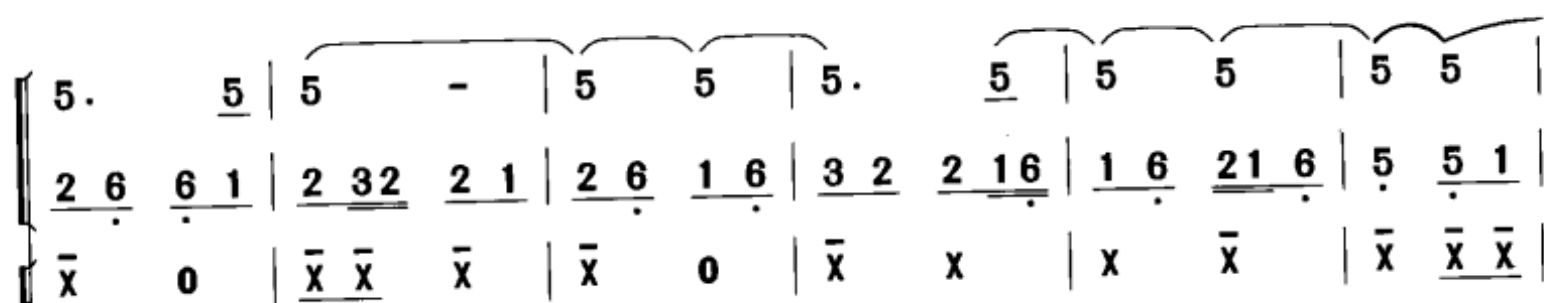 5. 5 | 5 - | 5 5 | 5. 5 | 5 5 | 5 5 |
2 6̣ 6̣ 1 | 2 32 2 1 | 2 6̣ 1 6̣ | 3 2 2 16̣ | 1 6̣ 21 6̣ | 5̣ 5̣ 1 |
X̄ 0 | X̄ X̄ X̄ | X̄ 0 | X̄ X | X X̄ | X̄ X̄ X̄ |